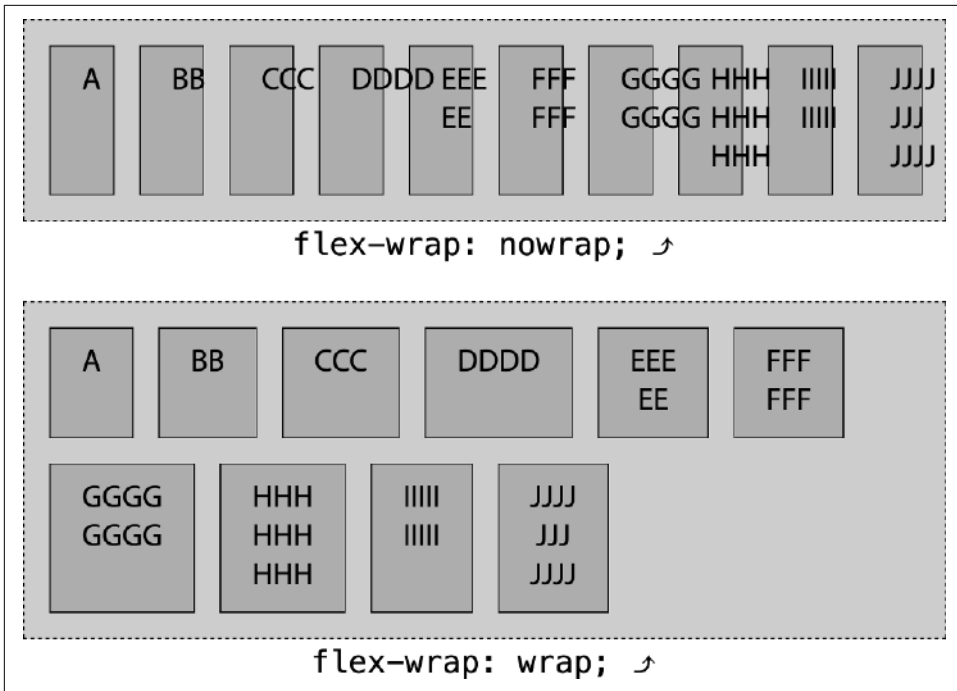 A BB CCC DDDD EEE FFF GGGG HHH IIIII JJJJ
EE FFF GGGG HHH IIIII JJJ
HHH JJJJ
flex-wrap: nowrap; ⤴
A BB CCC DDDD EEE FFF
EE FFF
GGGG HHH IIIII JJJJ
GGGG HHH IIIII JJJ
HHH JJJJ
flex-wrap: wrap; ⤴